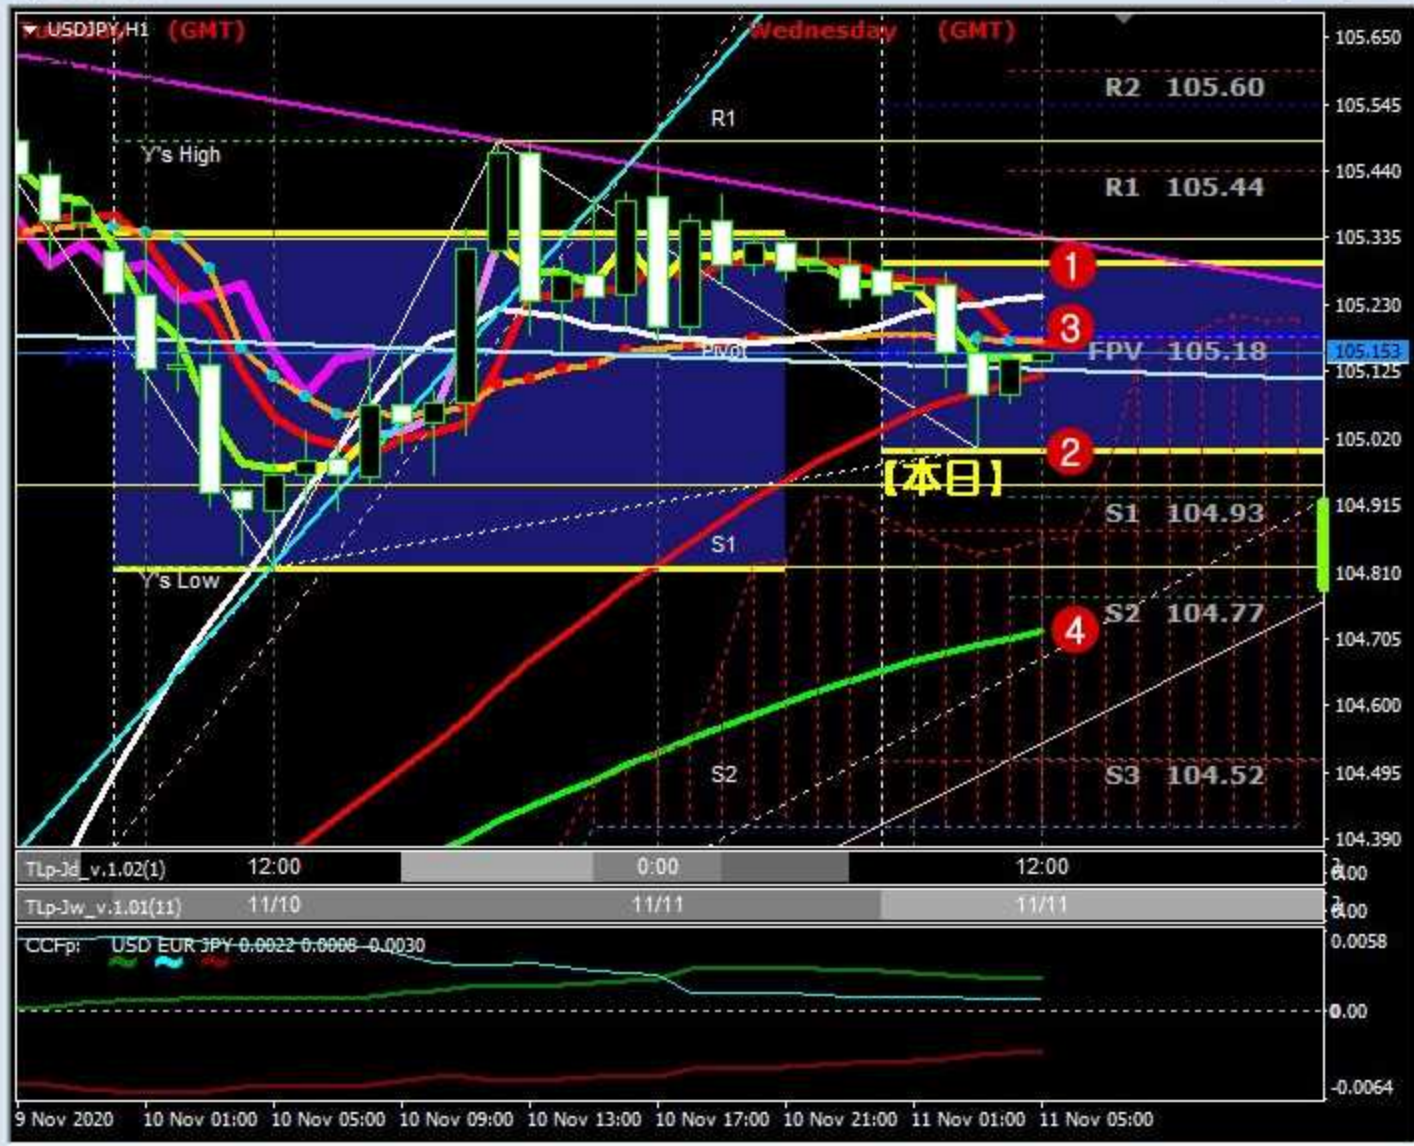 USDJPY,H1
(GMT)
Wednesday (GMT)
105.650
R2 105.60
105.545
R1
Y's High
105.440
R1 105.44
105.335
1
105.230
3
Pivot
FPV 105.18
105.153
105.125
2
105.020
【本日】
S1 104.93
104.915
S1
Y's Low
104.810
S2 104.77
4
104.705
104.600
S2
S3 104.52
104.495
104.390
TLp-Jd_v.1.02(1) 12:00 0:00 12:00
TLp-Jw_v.1.01(11) 11/10 11/11 11/11
CCFp: USD EUR JPY 0.0022 0.0008 -0.0030
0.0058
0.00
-0.0064
9 Nov 2020 10 Nov 01:00 10 Nov 05:00 10 Nov 09:00 10 Nov 13:00 10 Nov 17:00 10 Nov 21:00 11 Nov 01:00 11 Nov 05:00